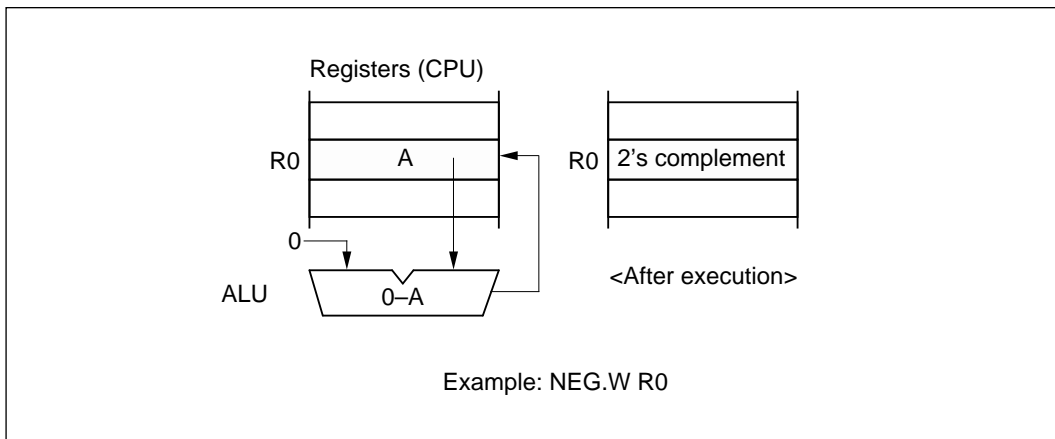 Registers (CPU)
R0
A
R0
2’s complement
0
ALU
0–A
<After execution>
Example: NEG.W R0